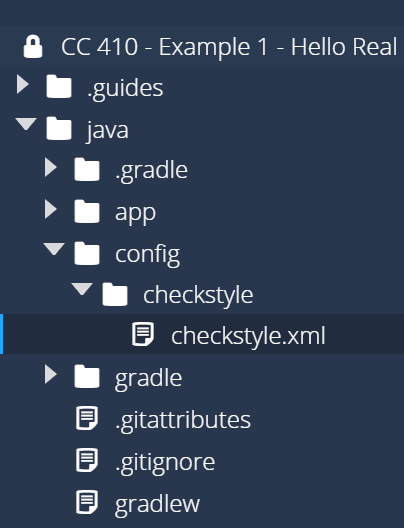 CC 410 - Example 1 - Hello Real
.guides
java
.gradle
app
config
checkstyle
checkstyle.xml
gradle
.gitattributes
.gitignore
gradlew